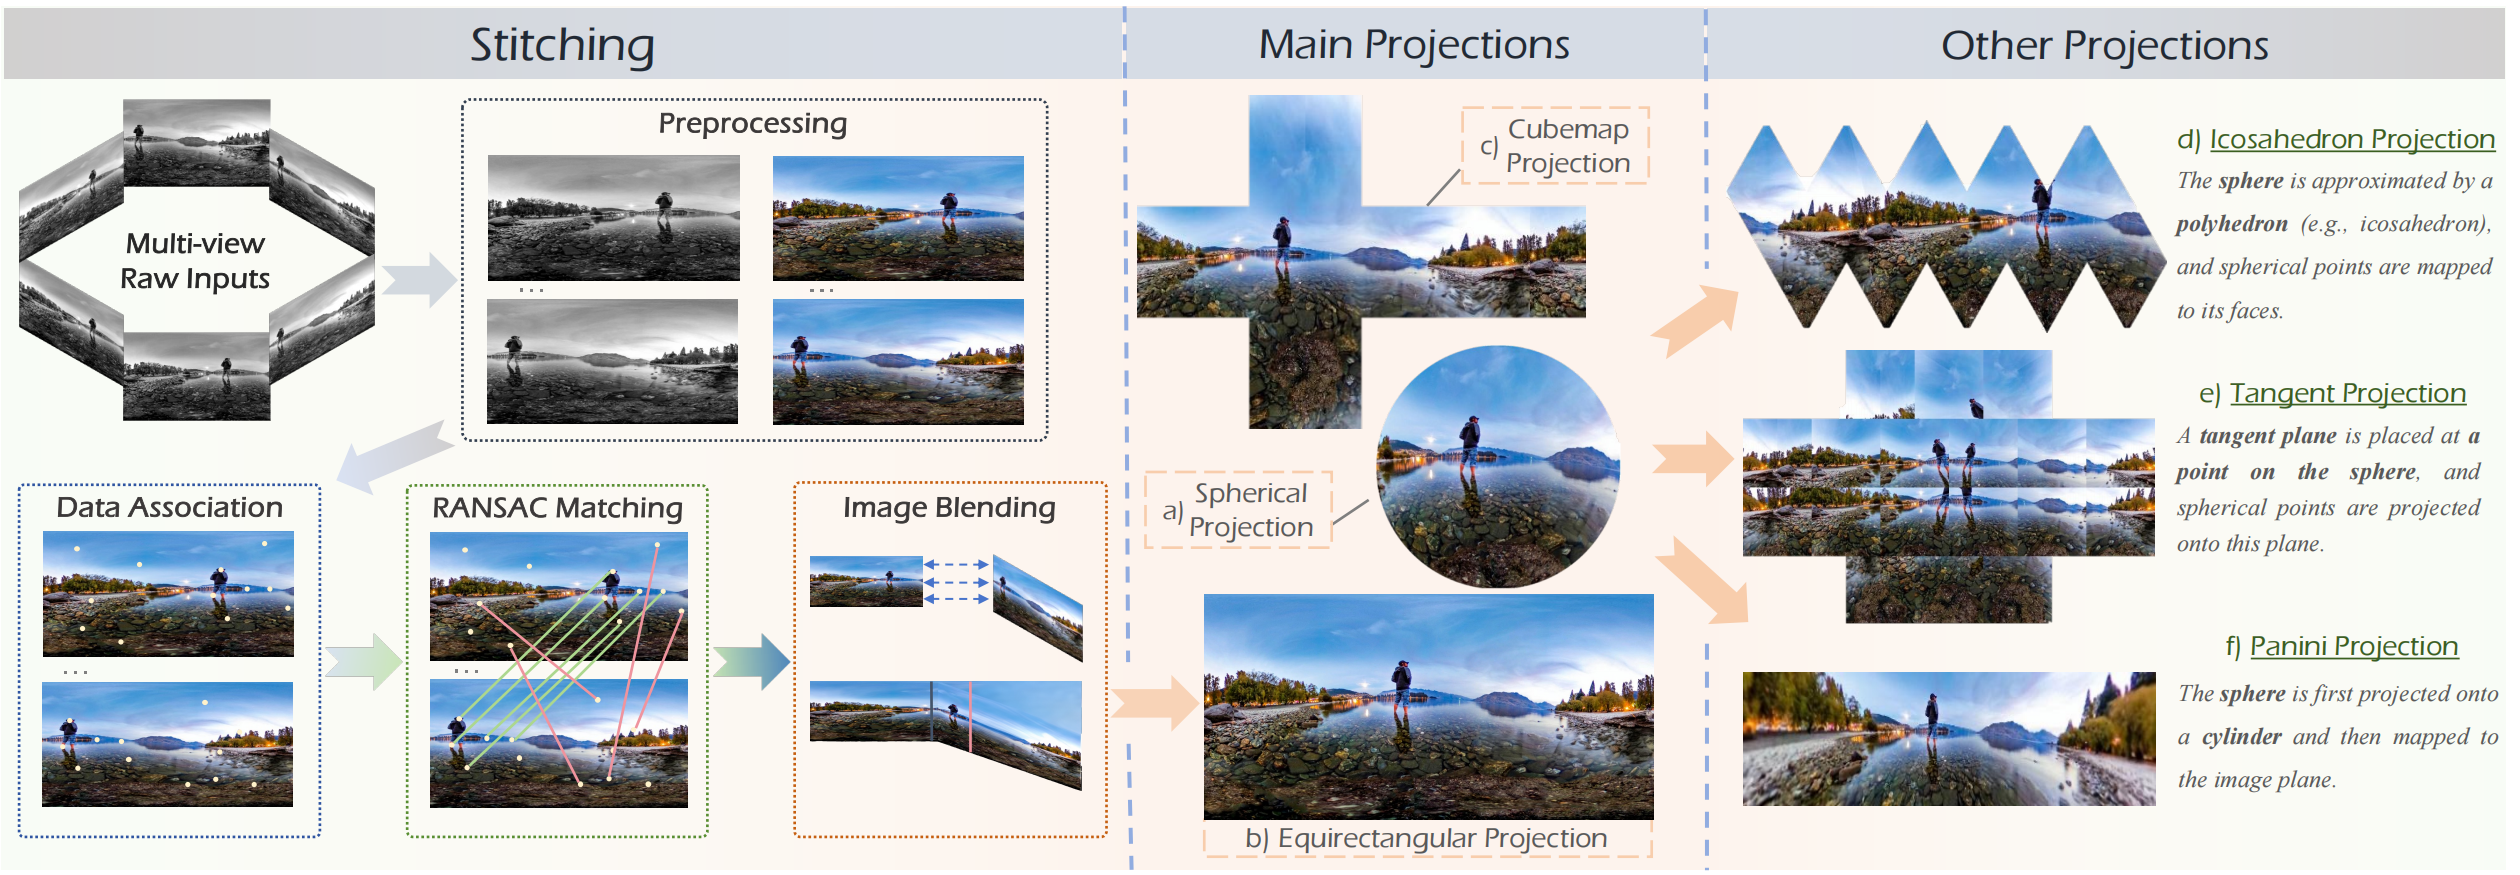 Stitching
Main Projections
Other Projections
Multi-view
Raw Inputs
Preprocessing
...
...
Data Association
...
RANSAC Matching
...
Image Blending
c) Cubemap
Projection
a) Spherical
Projection
b) Equirectangular Projection
d) Icosahedron Projection
The sphere is approximated by a
polyhedron (e.g., icosahedron),
and spherical points are mapped
to its faces.
e) Tangent Projection
A tangent plane is placed at a
point on the sphere, and
spherical points are projected
onto this plane.
f) Panini Projection
The sphere is first projected onto
a cylinder and then mapped to
the image plane.